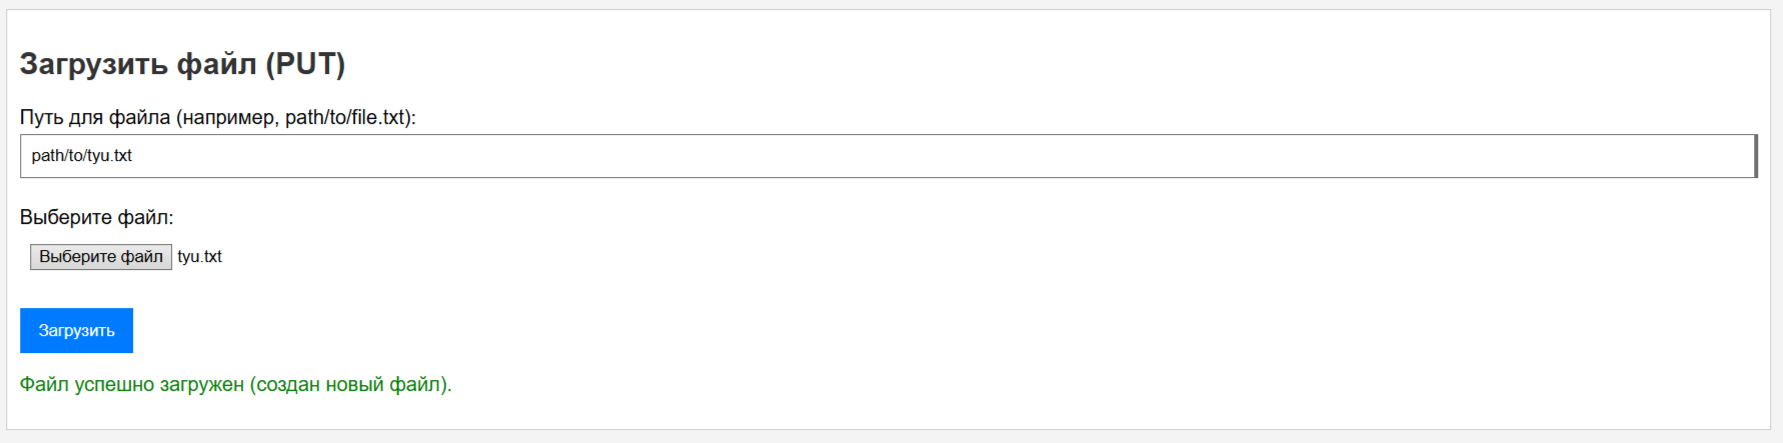 Загрузить файл (PUT)
Путь для файла (например, path/to/file.txt):
path/to/tyu.txt
Выберите файл:
Выберите файл tyu.txt
Загрузить
Файл успешно загружен (создан новый файл).